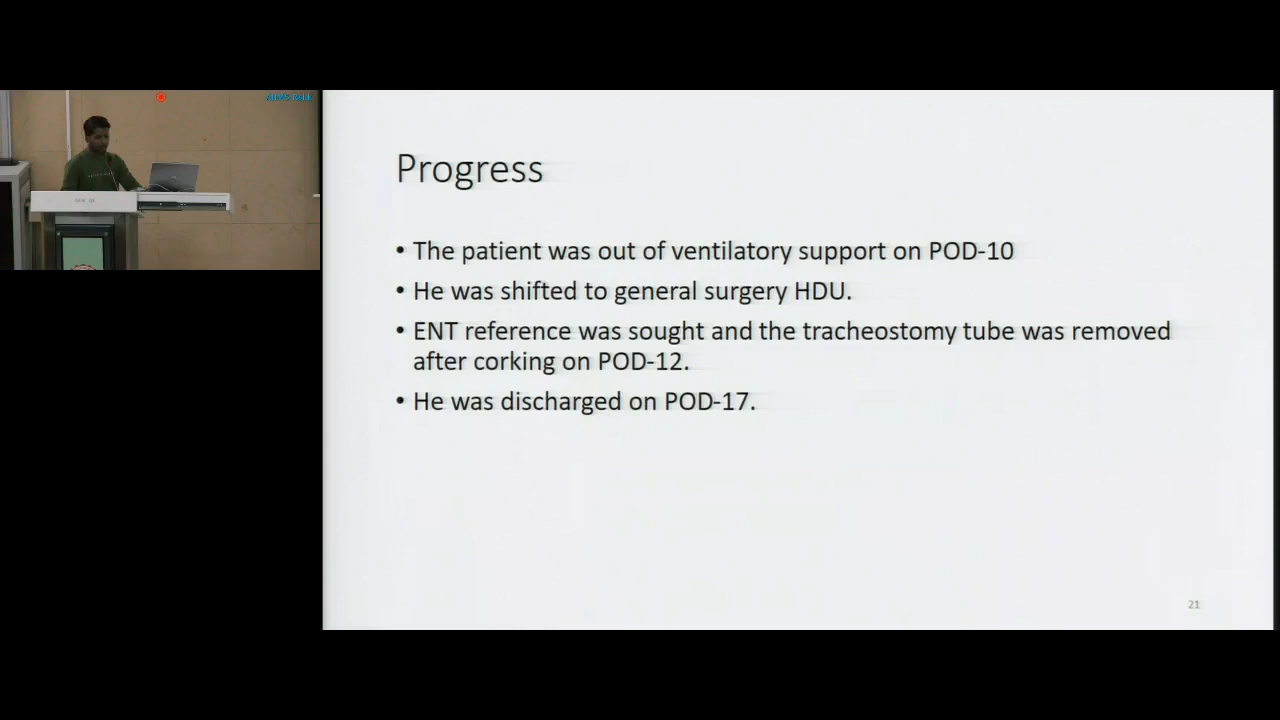 Progress
• The patient was out of ventilatory support on POD-10
• He was shifted to general surgery HDU.
• ENT reference was sought and the tracheostomy tube was removed
after corking on POD-12.
• He was discharged on POD-17.
21